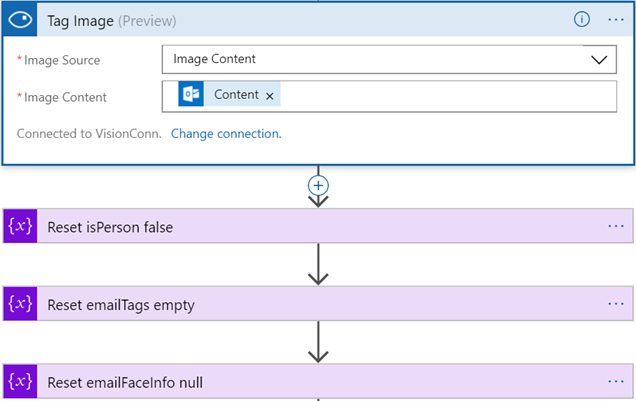 Tag Image (Preview)
* Image Source
Image Content
* Image Content
Content ×
Connected to VisionConn. Change connection.
{x} Reset isPerson false
{x} Reset emailTags empty
{x} Reset emailFaceInfo null